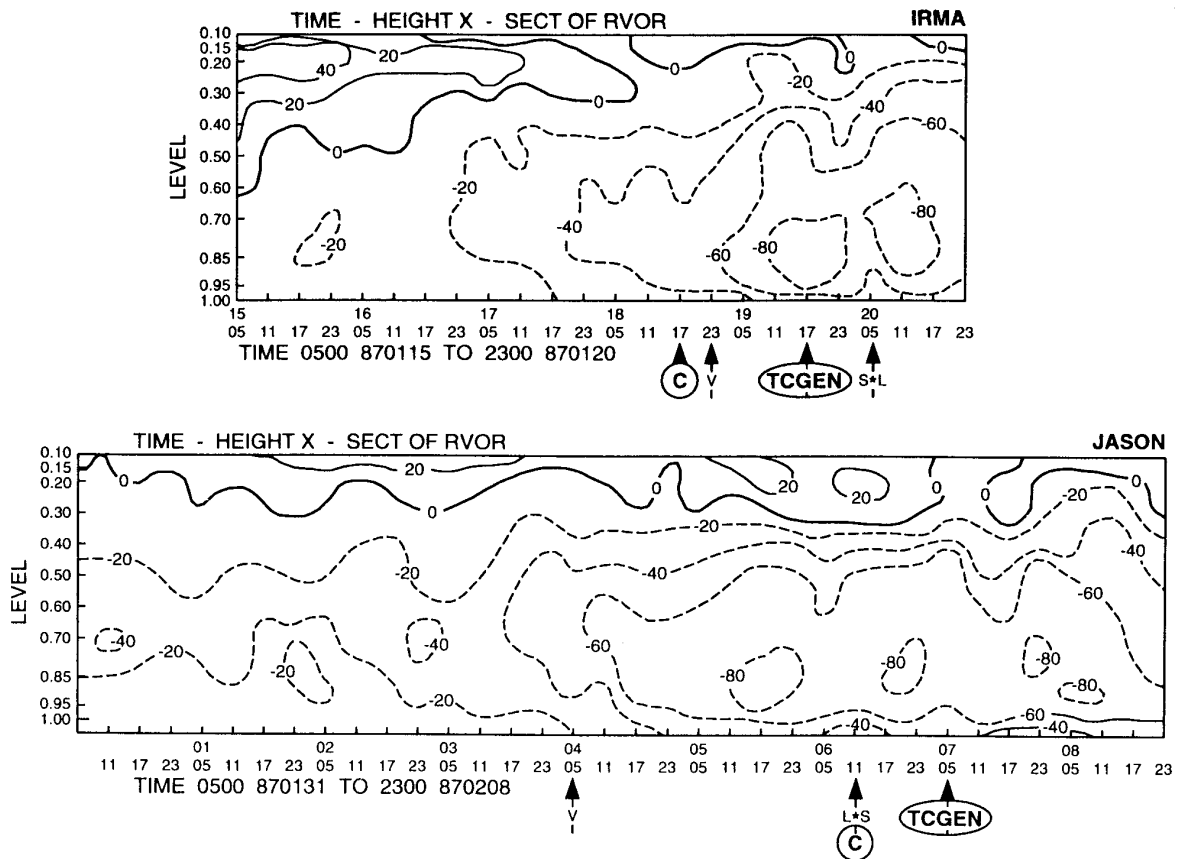 TIME - HEIGHT X - SECT OF RVOR IRMA
0.10
0.15
0.20
0.30
0.40
0.50
0.60
0.70
0.85
0.95
1.00
LEVEL
40 20 20 0 0 0 0
-20 -40 -60
0 -20 -20 -40 -60 -80 -80
15 16 17 18 19 20
05 11 17 23 05 11 17 23 05 11 17 23 05 11 17 23 05 11 17 23 05 11 17 23
TIME 0500 870115 TO 2300 870120
C V TCGEN S★L
TIME - HEIGHT X - SECT OF RVOR JASON
0.10
0.15
0.20
0.30
0.40
0.50
0.60
0.70
0.85
0.95
1.00
LEVEL
0 20 0 0 20 20 0 0 -20
-20 -20 -20 -40 -40 -40 -60
-40 -20 -20 -40 -60 -80 -80 -80 -80
-20 -40 -60 -40
01 02 03 04 05 06 07 08
11 17 23 05 11 17 23 05 11 17 23 05 11 17 23 05 11 17 23 05 11 17 23 05 11 17 23 05 11 17 23 05 11 17 23
TIME 0500 870131 TO 2300 870208
V L★S TCGEN
C